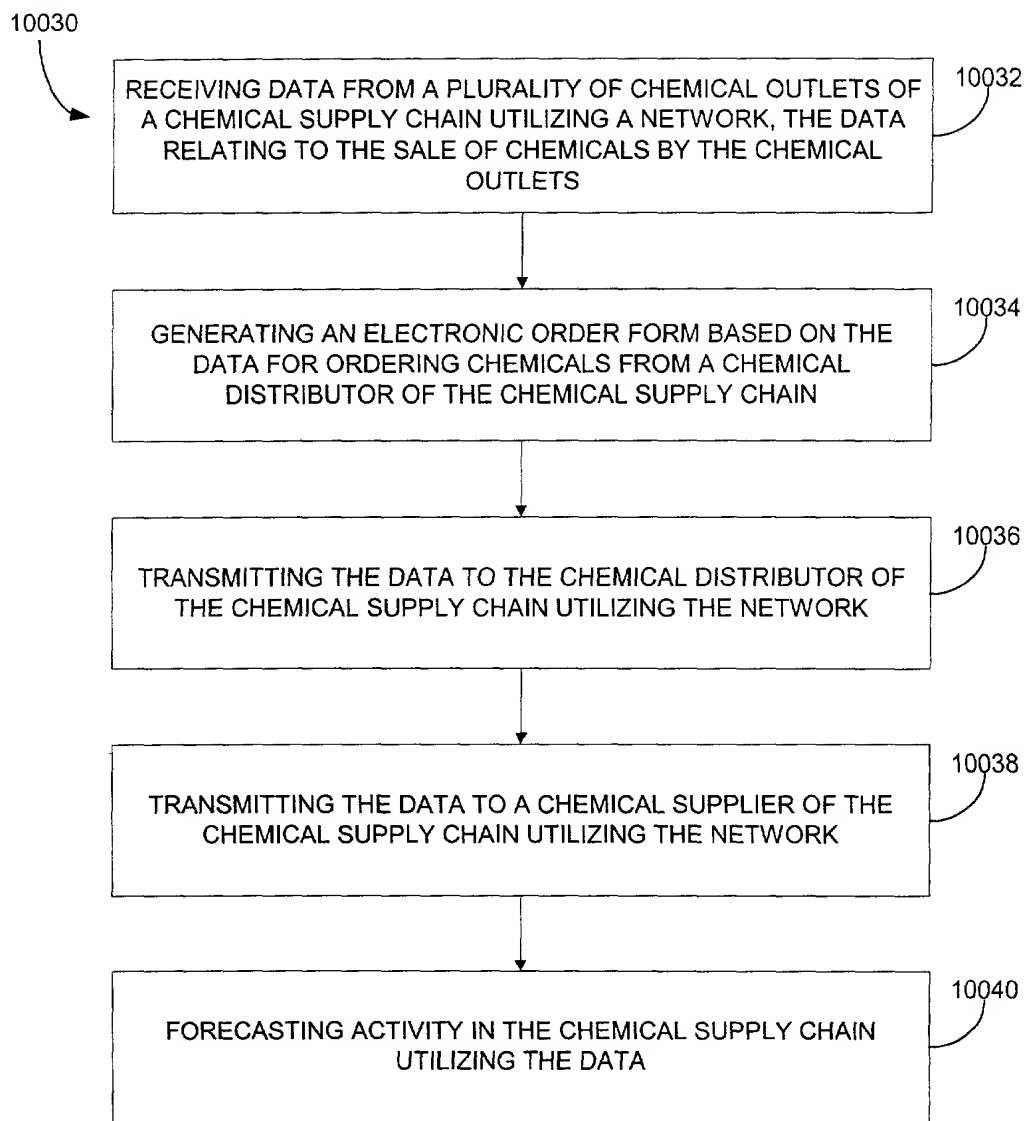 10030
10032
RECEIVING DATA FROM A PLURALITY OF CHEMICAL OUTLETS OF
A CHEMICAL SUPPLY CHAIN UTILIZING A NETWORK, THE DATA
RELATING TO THE SALE OF CHEMICALS BY THE CHEMICAL
OUTLETS
10034
GENERATING AN ELECTRONIC ORDER FORM BASED ON THE
DATA FOR ORDERING CHEMICALS FROM A CHEMICAL
DISTRIBUTOR OF THE CHEMICAL SUPPLY CHAIN
10036
TRANSMITTING THE DATA TO THE CHEMICAL DISTRIBUTOR OF
THE CHEMICAL SUPPLY CHAIN UTILIZING THE NETWORK
10038
TRANSMITTING THE DATA TO A CHEMICAL SUPPLIER OF THE
CHEMICAL SUPPLY CHAIN UTILIZING THE NETWORK
10040
FORECASTING ACTIVITY IN THE CHEMICAL SUPPLY CHAIN
UTILIZING THE DATA